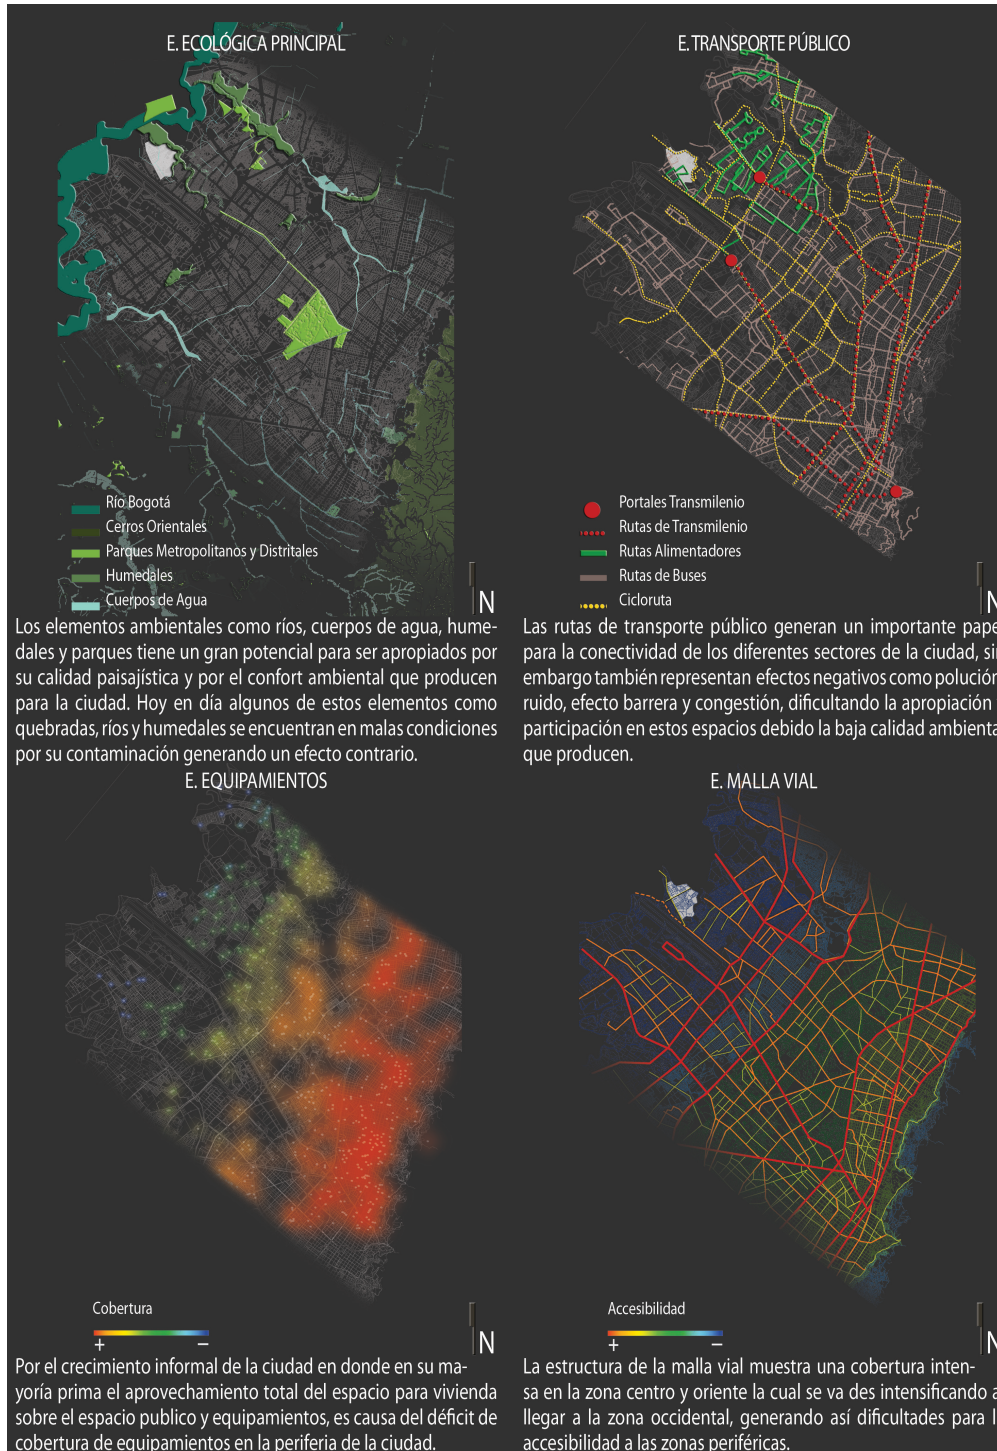 E. ECOLÓGICA PRINCIPAL
Río Bogotá
Cerros Orientales
Parques Metropolitanos y Distritales
Humedales
Cuerpos de Agua
N
Los elementos ambientales como ríos, cuerpos de agua, hume-
dales y parques tiene un gran potencial para ser apropiados por
su calidad paisajística y por el confort ambiental que producen
para la ciudad. Hoy en día algunos de estos elementos como
quebradas, ríos y humedales se encuentran en malas condiciones
por su contaminación generando un efecto contrario.
E. TRANSPORTE PÚBLICO
Portales Transmilenio
Rutas de Transmilenio
Rutas Alimentadores
Rutas de Buses
Cicloruta
N
Las rutas de transporte público generan un importante pape
para la conectividad de los diferentes sectores de la ciudad, sin
embargo también representan efectos negativos como polución,
ruido, efecto barrera y congestión, dificultando la apropiación
participación en estos espacios debido la baja calidad ambienta
que producen.
E. EQUIPAMIENTOS
Cobertura
+ −
N
Por el crecimiento informal de la ciudad en donde en su ma-
yoría prima el aprovechamiento total del espacio para vivienda
sobre el espacio publico y equipamientos, es causa del déficit de
cobertura de equipamientos en la periferia de la ciudad.
E. MALLA VIAL
Accesibilidad
+ −
N
La estructura de la malla vial muestra una cobertura inten-
sa en la zona centro y oriente la cual se va des intensificando a
llegar a la zona occidental, generando así dificultades para l
accesibilidad a las zonas periféricas.